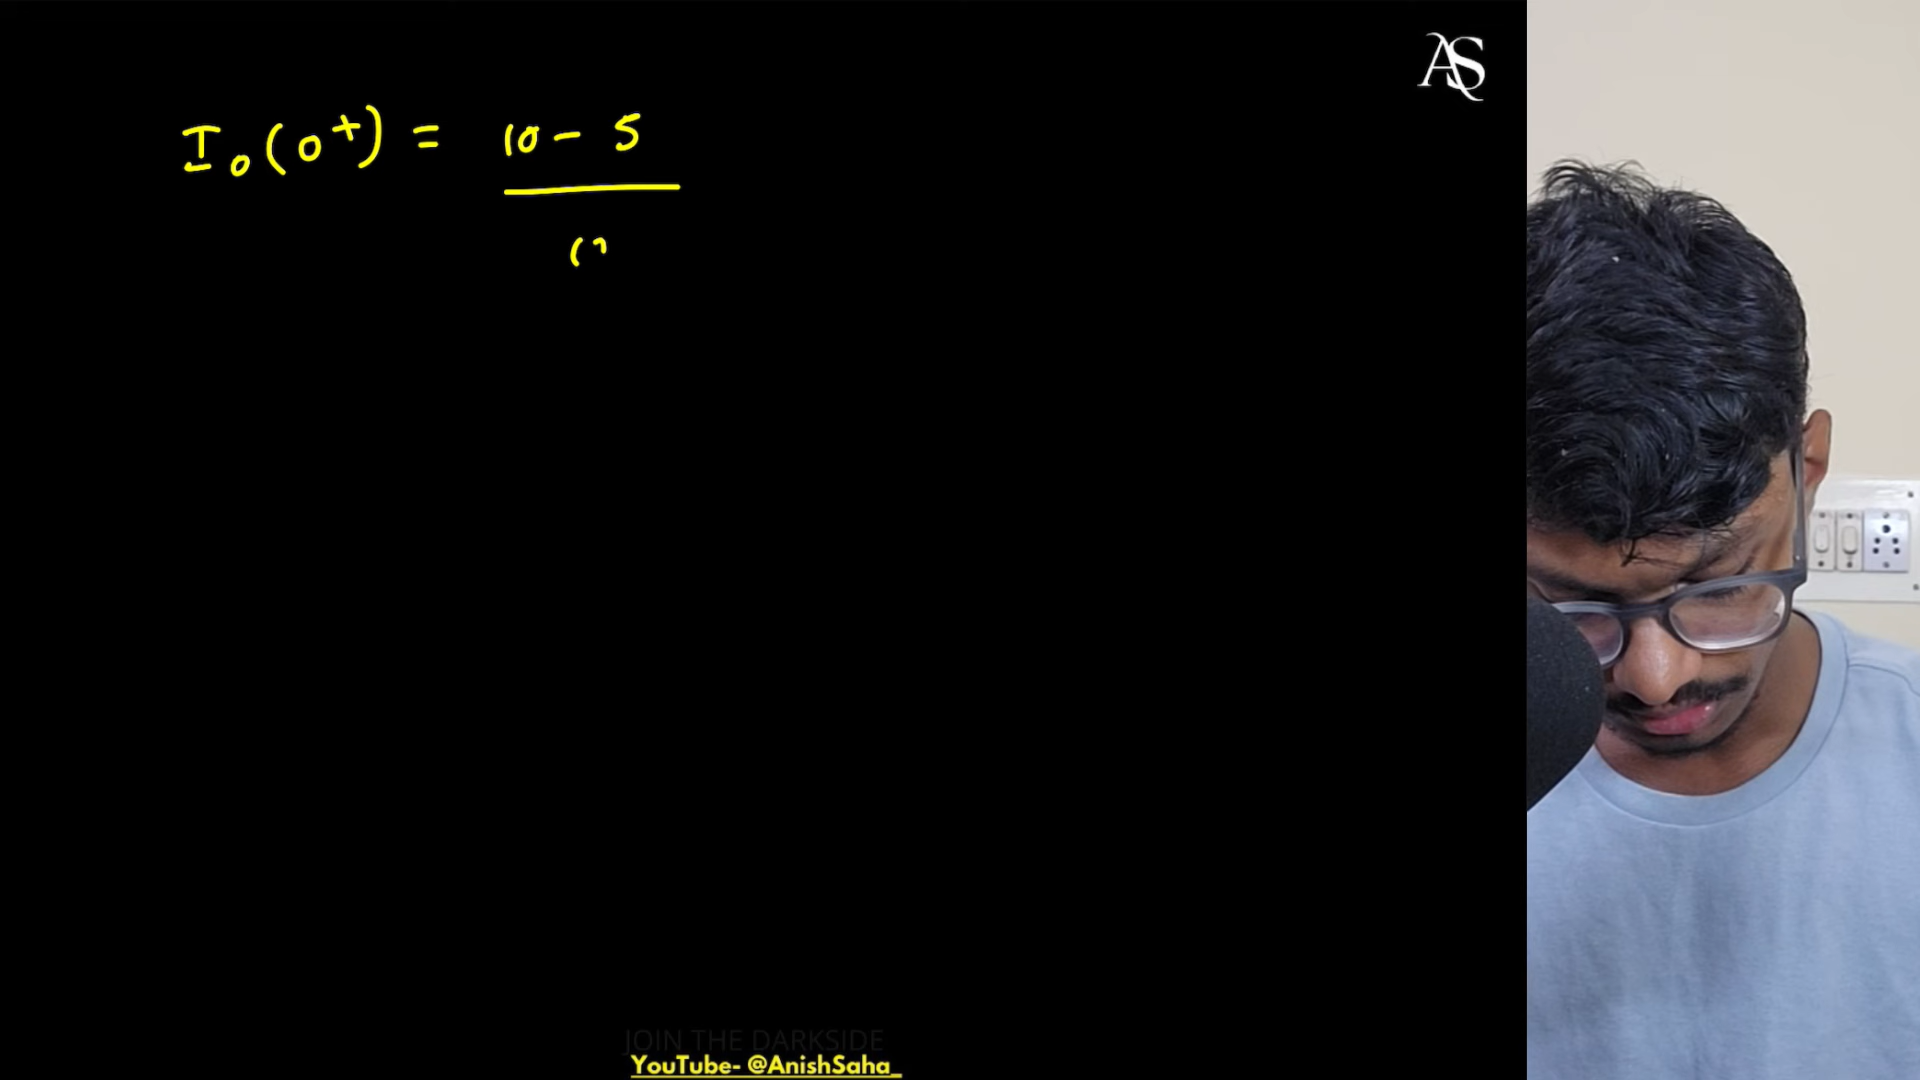 AS
I₀(0⁺) = 10 - 5
JOIN THE DARKSIDE
YouTube- @AnishSaha_